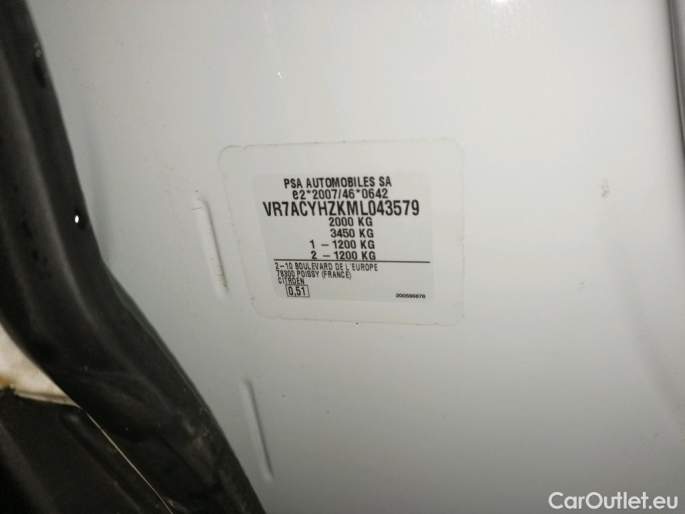 PSA AUTOMOBILES SA
e2*2007/46*0642
VR7ACYHZKML043579
2000 KG
3450 KG
1 - 1200 KG
2 - 1200 KG
2-10 BOULEVARD DE L'EUROPE
78300 POISSY (FRANCE)
CITROEN
0,51
CarOutlet.eu